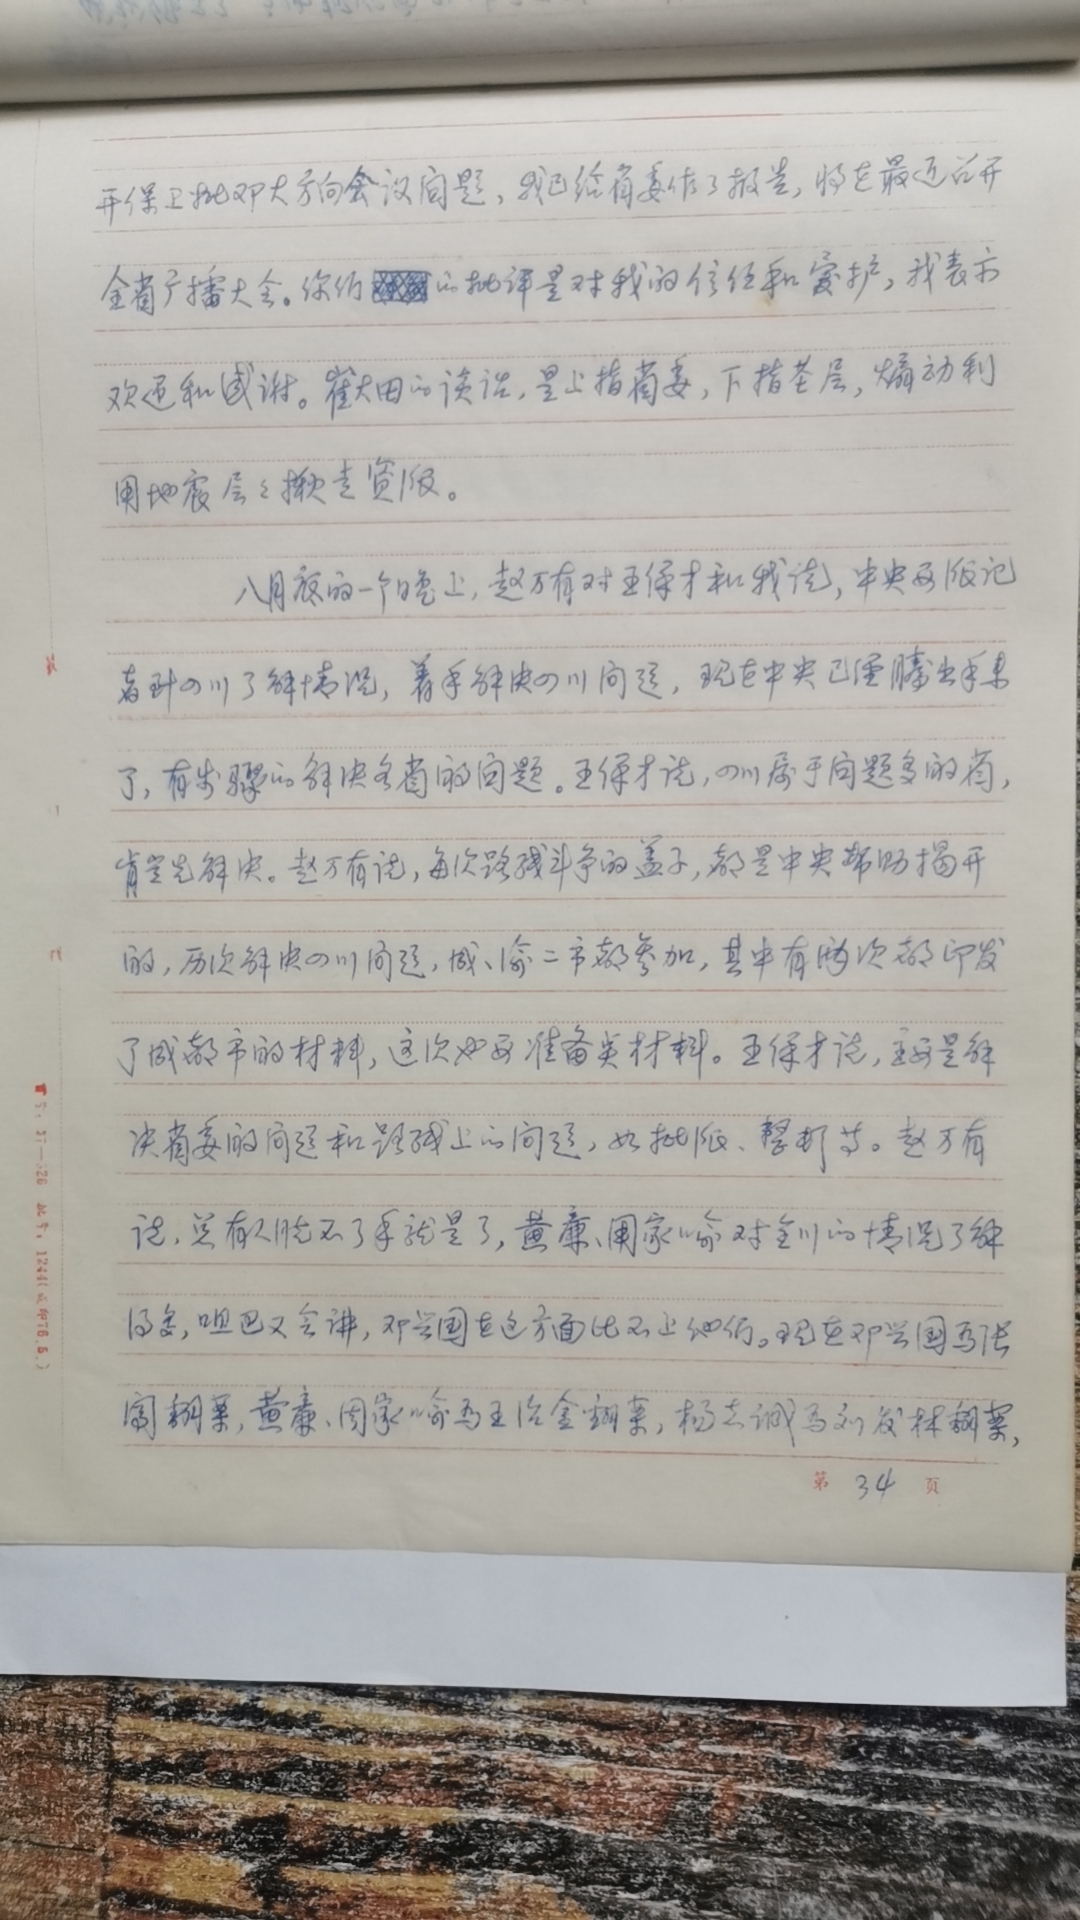 开保卫批邓大方向会议问题，我已给省委作了报告，将在最近召开
全省广播大会。你们的批评是对我的信任和爱护，我表示
欢迎和感谢。崔大田的谈话，是上指省委，下指基层，煽动利
用地震层层揪走资派。
八月底的一个晚上，赵万有对王保才和我说，中央要派记
者到四川了解情况，着手解决四川问题，现在中央已经腾出手来
了，有步骤的解决各省的问题。王保才说，四川属于问题多的省，
肯定先解决。赵万有说，每次路线斗争的盖子，都是中央帮助揭开
的，历次解决四川问题，成、渝二市都参加，其中有两次都印发
了成都市的材料，这次也要准备些材料。王保才说，主要是解
决省委的问题和路线上的问题，如批派、整邦等。赵万有
说，总有人脱不了手就是了，黄廉、周家喻对全川的情况了解
得多，咀巴又会讲，邓兴国在这方面比不上他们。现在邓兴国与张
闯翻案，黄廉、周家喻为王冶金翻案，杨志诚为刘茂林翻案，
第 34 页